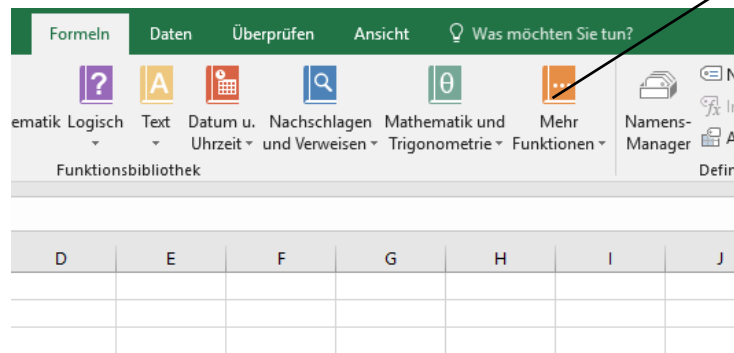 Formeln Daten Überprüfen Ansicht Was möchten Sie tun?
ematik Logisch Text Datum u. Nachschlagen Mathematik und Mehr Namens-
Uhrzeit und Verweisen Trigonometrie Funktionen Manager A
Funktionsbibliothek Defin
D E F G H I J